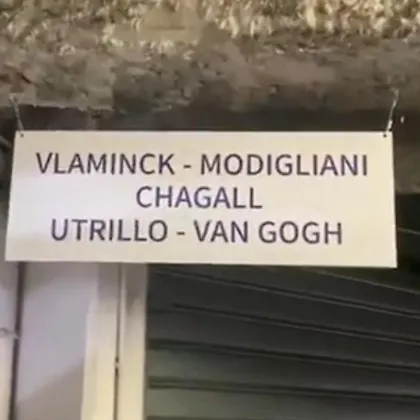 VLAMINCK - MODIGLIANI
CHAGALL
UTRILLO - VAN GOGH